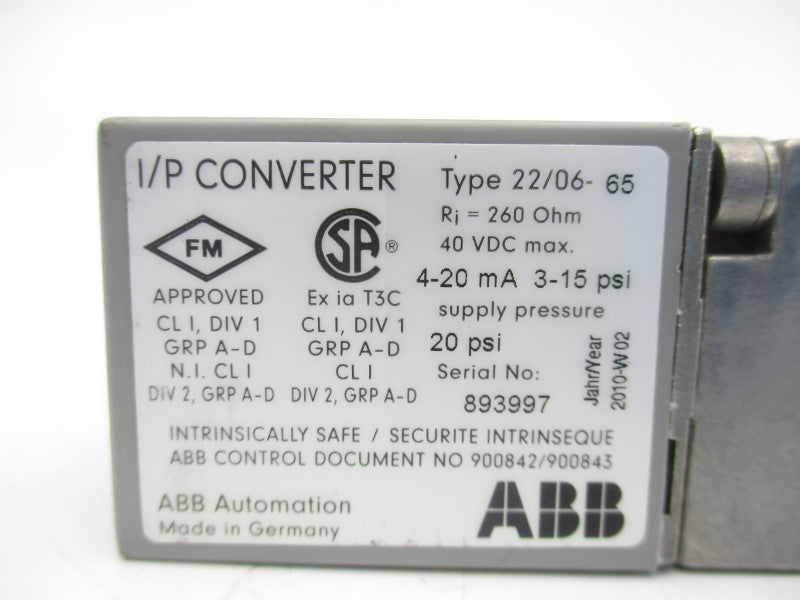 I/P CONVERTER
Type 22/06- 65
Ri = 260 Ohm
40 VDC max.
4-20 mA 3-15 psi
supply pressure
20 psi
Serial No:
893997
Jahr/Year
2010-W02
FM
APPROVED
CL I, DIV 1
GRP A-D
N.I. CL I
DIV 2, GRP A-D
SA ®
Ex ia T3C
CL I, DIV 1
GRP A-D
CL I
DIV 2, GRP A-D
INTRINSICALLY SAFE / SECURITE INTRINSEQUE
ABB CONTROL DOCUMENT NO 900842/900843
ABB Automation
Made in Germany
ABB